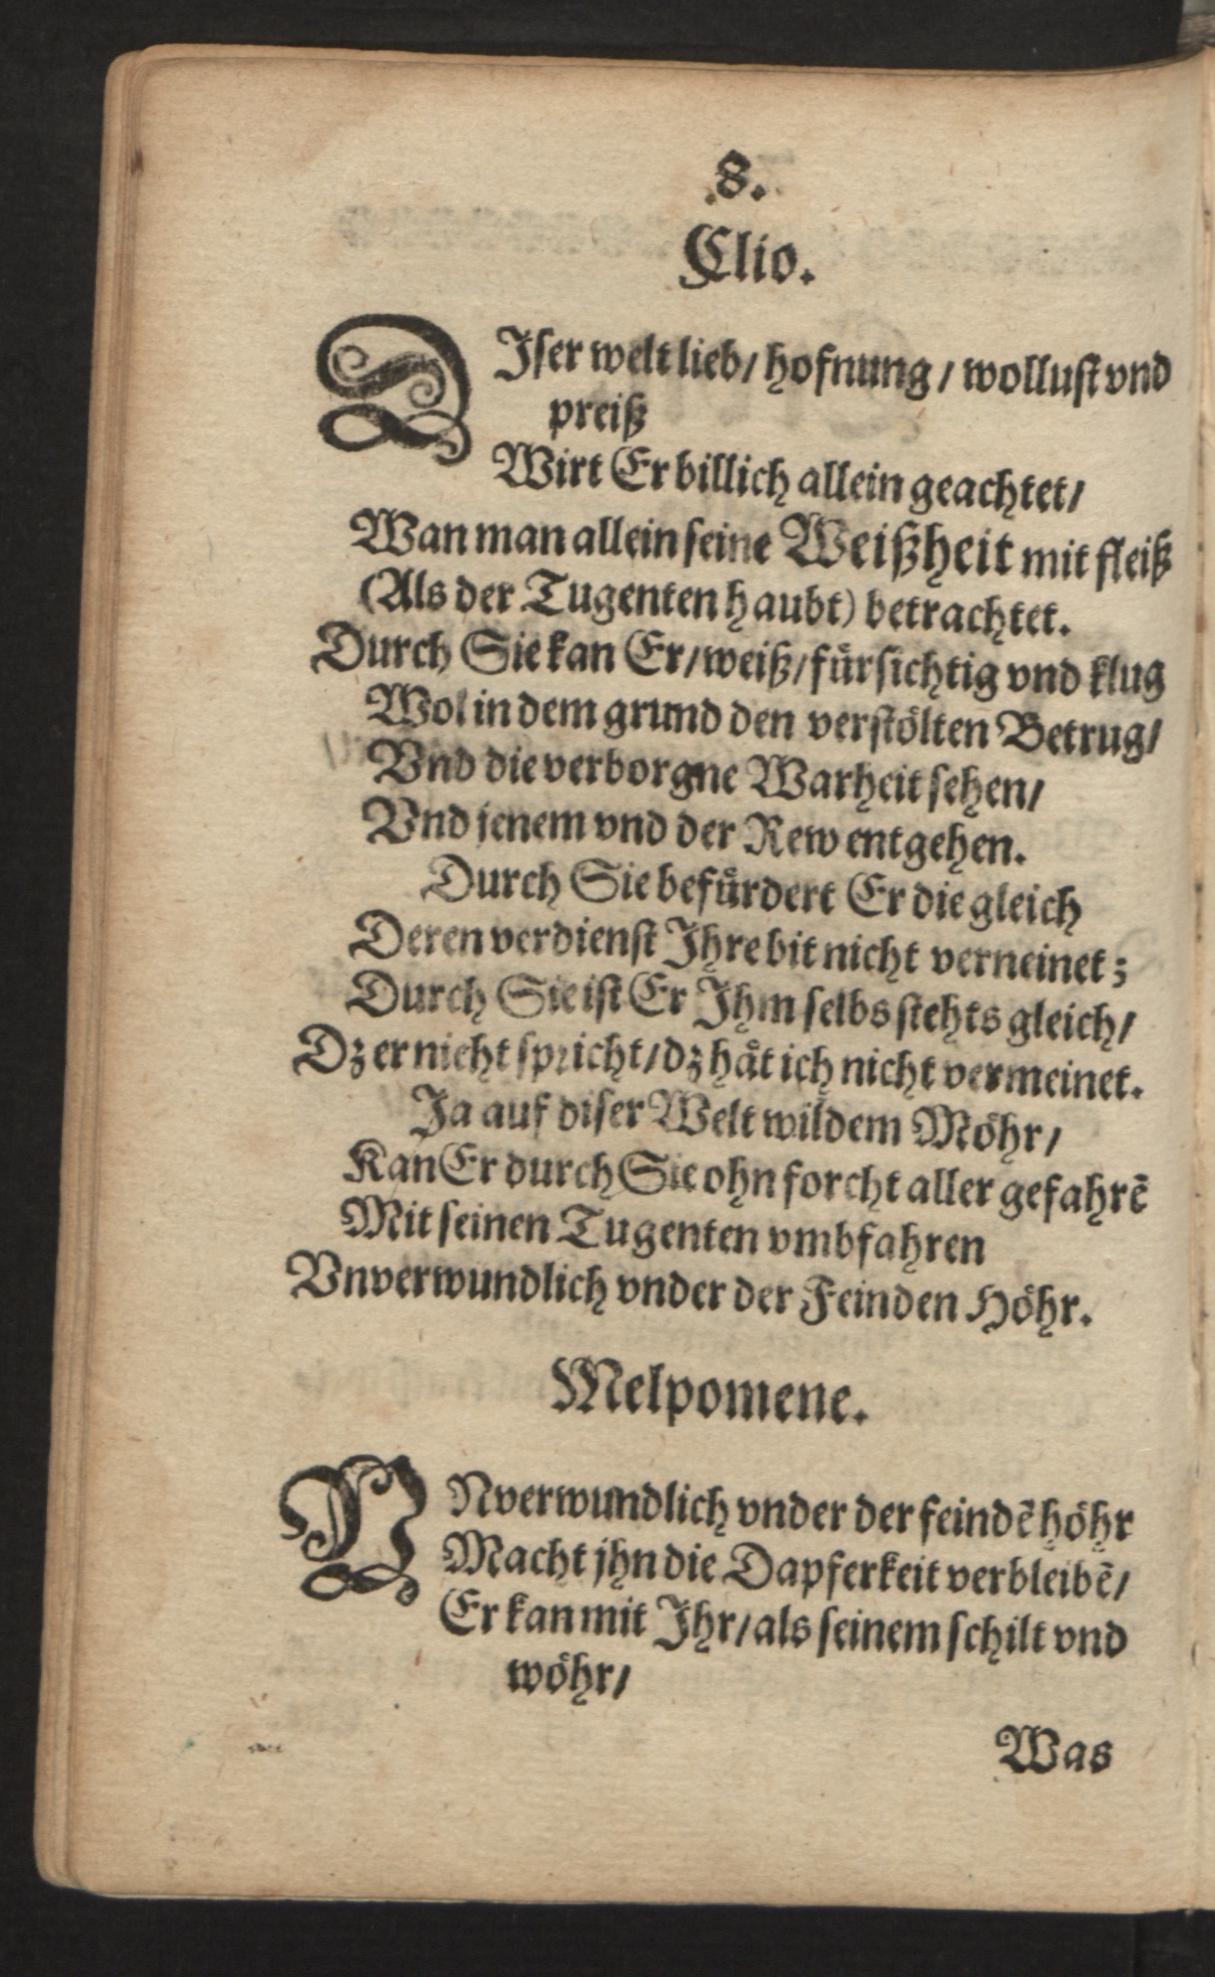 .8.
Clio.
DIser welt lieb/ hofnung/ wollust vnd
preiß
Wirt Er billich allein geachtet/
Wan man allein seine Weißheit mit fleiß
(Als der Tugenten haubt) betrachtet.
Durch Sie kan Er/ weiß/ fürsichtig vnd klug
Wol in dem grund den verstölten Betrug/
Vnd die verborgne Warheit sehen/
Vnd jenem vnd der Rew entgehen.
Durch Sie befürdert Er die gleich
Deren verdienst Ihre bit nicht verneinet;
Durch Sie ist Er Ihm selbs stehts gleich/
Dz er nicht spricht/ dz hät ich nicht vermeinet.
Ja auf diser Welt wildem Möhr/
Kan Er durch Sie ohn forcht aller gefahrē
Mit seinen Tugenten vmbfahren
Vnverwundlich vnder der Feinden Höhr.
Melpomene.
VNverwundlich vnder der feindē höhr
Macht jhn die Dapferkeit verbleibē/
Er kan mit Ihr/ als seinem schilt vnd
wöhr/
Was